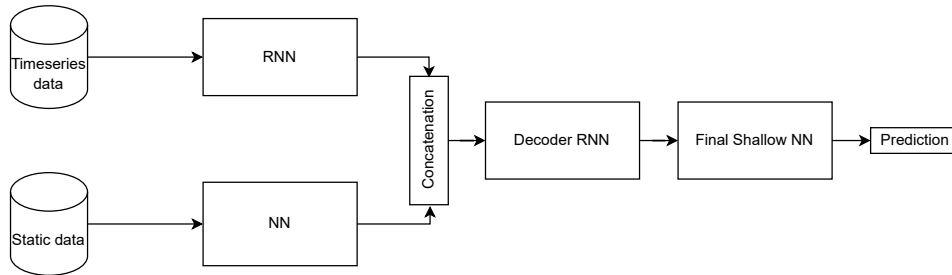 Timeseries
data
RNN
Concatenation
Decoder RNN
Final Shallow NN
Prediction
Static data
NN